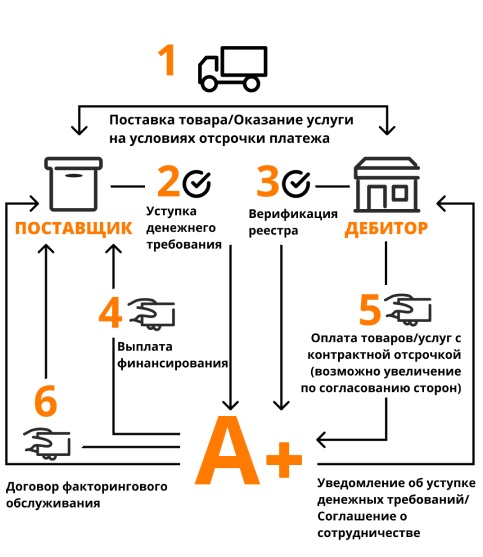 1
Поставка товара/Оказание услуги
на условиях отсрочки платежа
2
Уступка
денежного
требования
3
Верификация
реестра
ПОСТАВЩИК
ДЕБИТОР
4
Выплата
финансирования
5
Оплата товаров/услуг с
контрактной отсрочкой
(возможно увеличение
по согласованию сторон)
6
А+
Договор факторингового
обслуживания
Уведомление об уступке
денежных требований/
Соглашение о
сотрудничестве